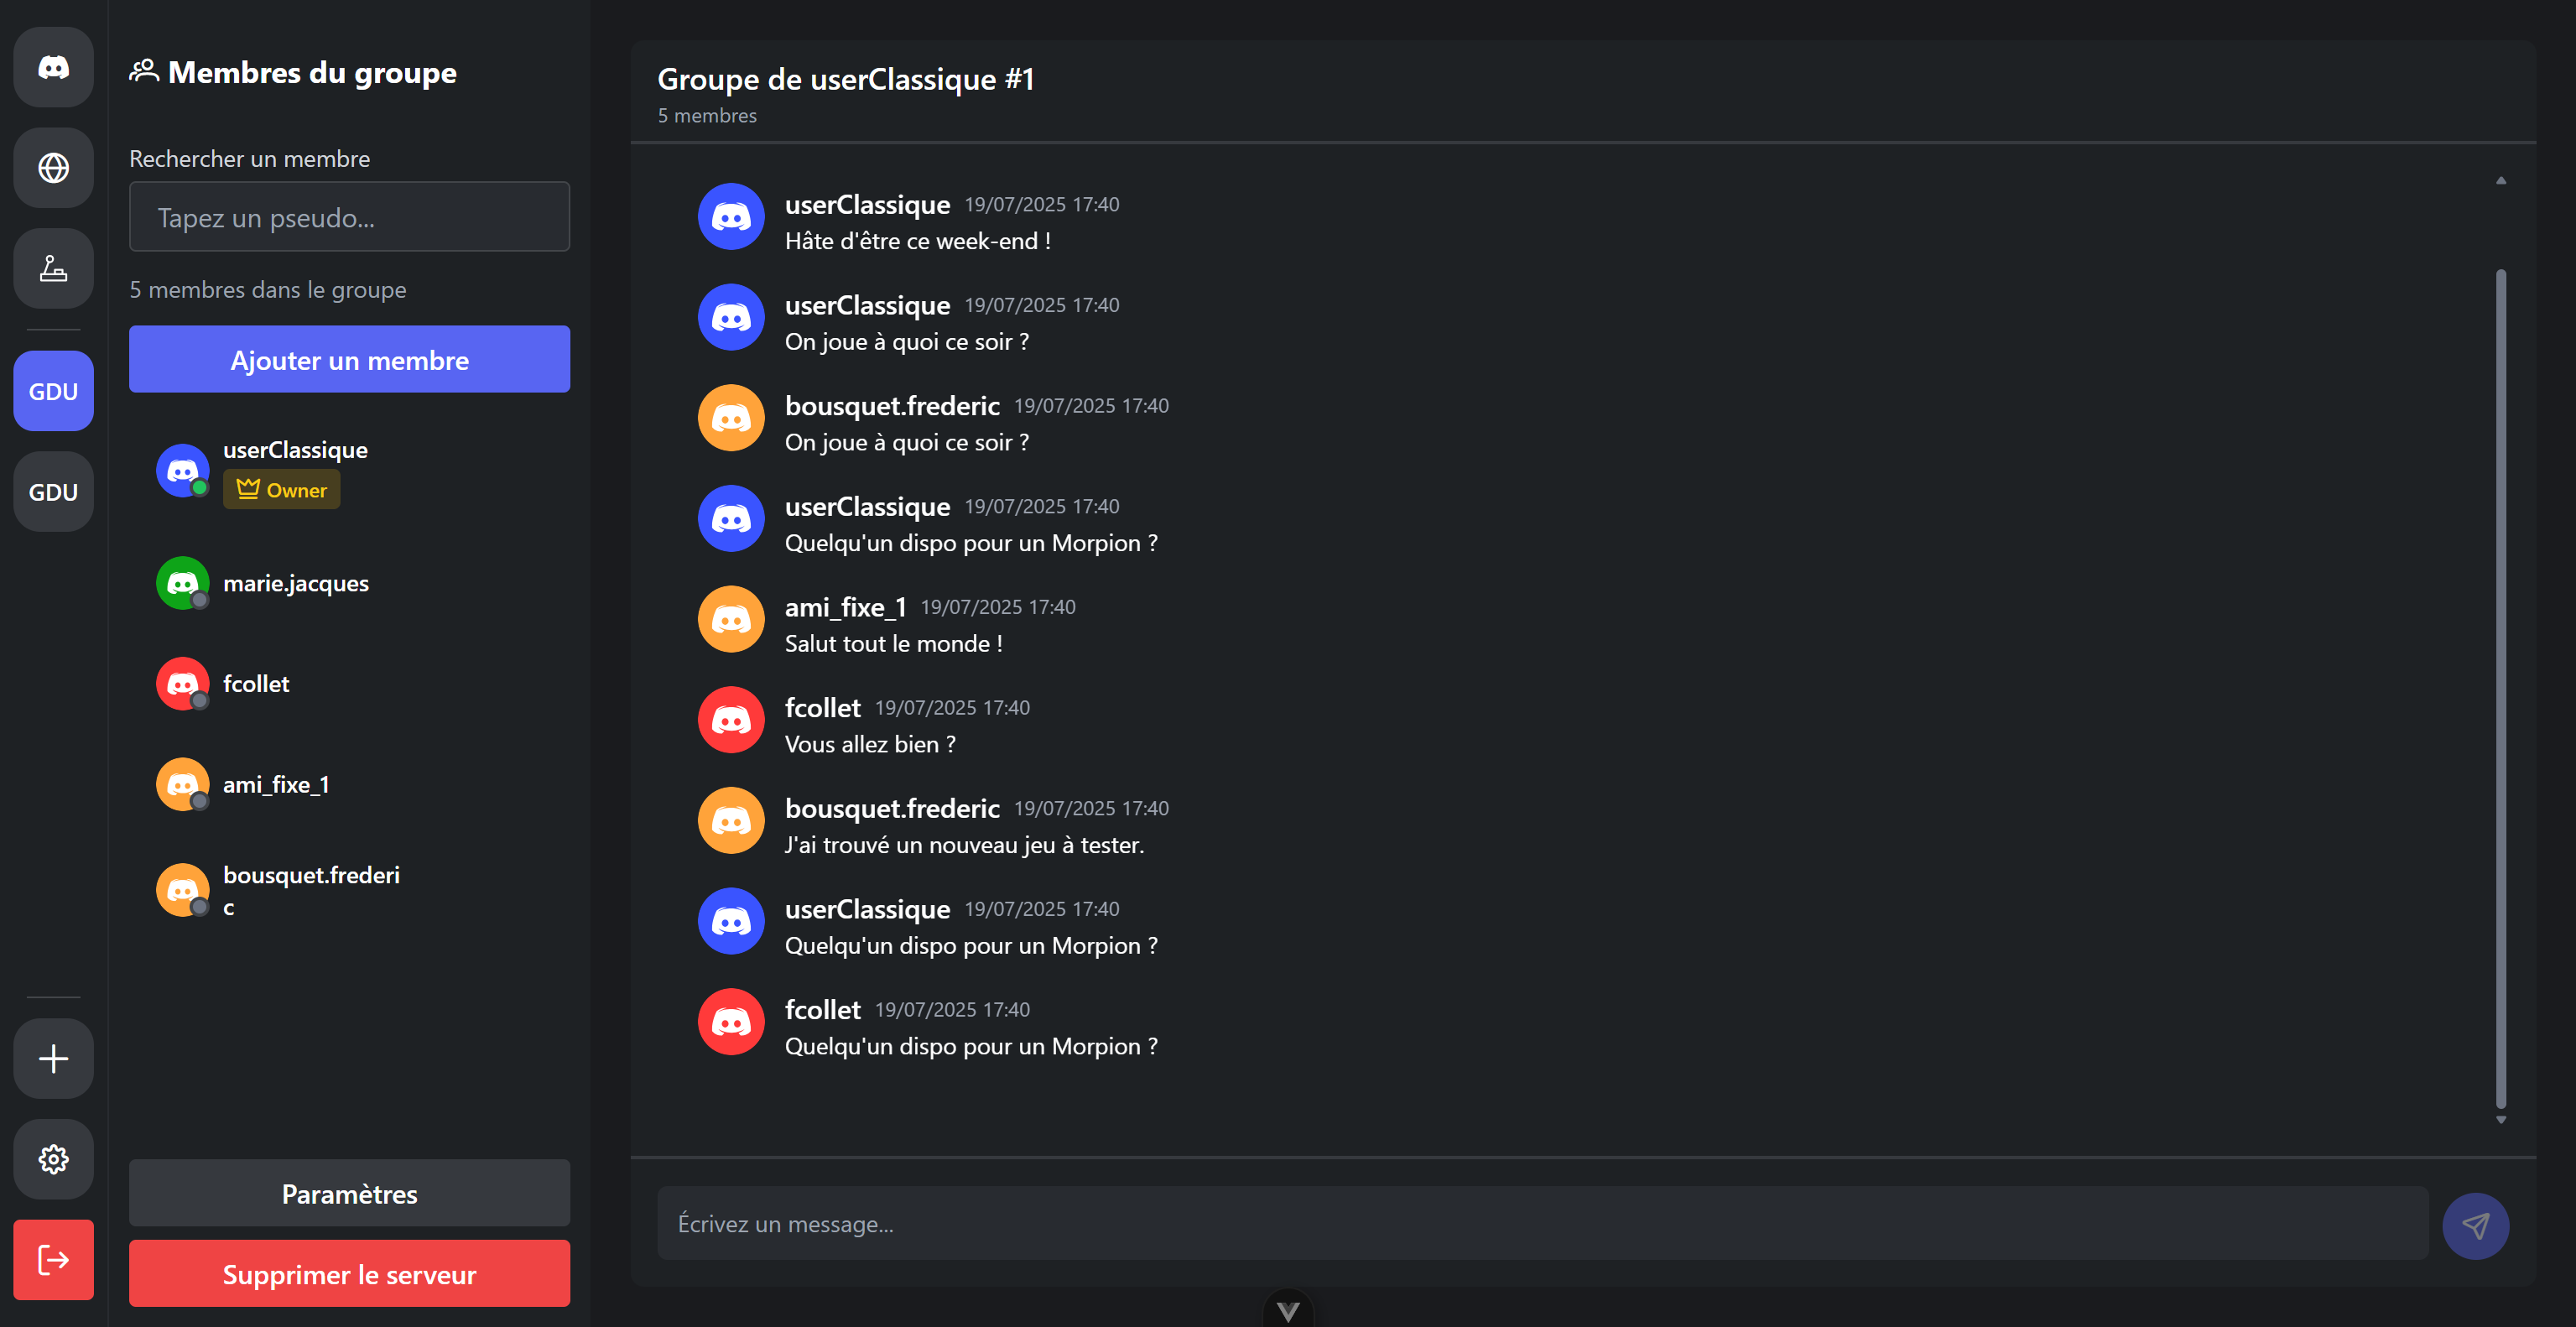 Membres du groupe
Rechercher un membre
Tapez un pseudo...
5 membres dans le groupe
Ajouter un membre
GDU
GDU
userClassique
Owner
marie.jacques
fcollet
ami_fixe_1
bousquet.frederi
c
Paramètres
Supprimer le serveur
Groupe de userClassique #1
5 membres
userClassique 19/07/2025 17:40
Hâte d'être ce week-end !
userClassique 19/07/2025 17:40
On joue à quoi ce soir ?
bousquet.frederic 19/07/2025 17:40
On joue à quoi ce soir ?
userClassique 19/07/2025 17:40
Quelqu'un dispo pour un Morpion ?
ami_fixe_1 19/07/2025 17:40
Salut tout le monde !
fcollet 19/07/2025 17:40
Vous allez bien ?
bousquet.frederic 19/07/2025 17:40
J'ai trouvé un nouveau jeu à tester.
userClassique 19/07/2025 17:40
Quelqu'un dispo pour un Morpion ?
fcollet 19/07/2025 17:40
Quelqu'un dispo pour un Morpion ?
Écrivez un message...